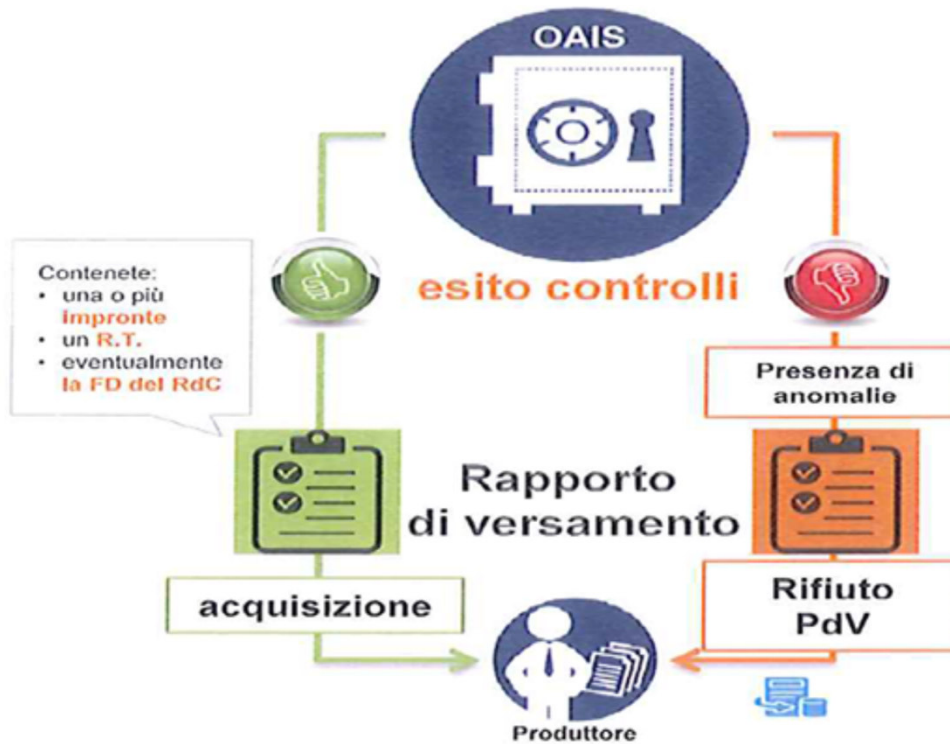 OAIS
esito controlli
Contenete:
• una o più
impronte
• un R.T.
• eventualmente
la FD del RdC
Presenza di
anomalie
Rapporto
di versamento
acquisizione
Rifiuto
PdV
Produttore